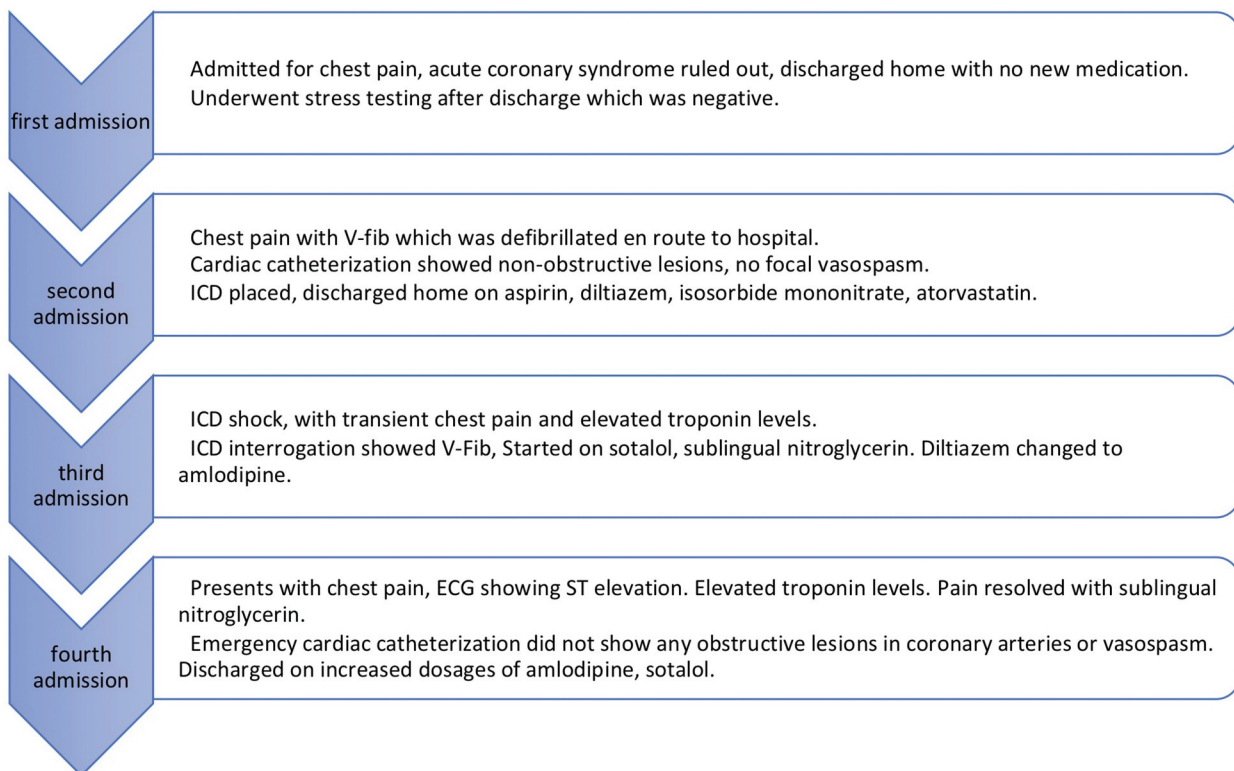 first admission
Admitted for chest pain, acute coronary syndrome ruled out, discharged home with no new medication.
Underwent stress testing after discharge which was negative.
second
admission
Chest pain with V-fib which was defibrillated en route to hospital.
Cardiac catheterization showed non-obstructive lesions, no focal vasospasm.
ICD placed, discharged home on aspirin, diltiazem, isosorbide mononitrate, atorvastatin.
third
admission
ICD shock, with transient chest pain and elevated troponin levels.
ICD interrogation showed V-Fib, Started on sotalol, sublingual nitroglycerin. Diltiazem changed to
amlodipine.
fourth
admission
Presents with chest pain, ECG showing ST elevation. Elevated troponin levels. Pain resolved with sublingual
nitroglycerin.
Emergency cardiac catheterization did not show any obstructive lesions in coronary arteries or vasospasm.
Discharged on increased dosages of amlodipine, sotalol.